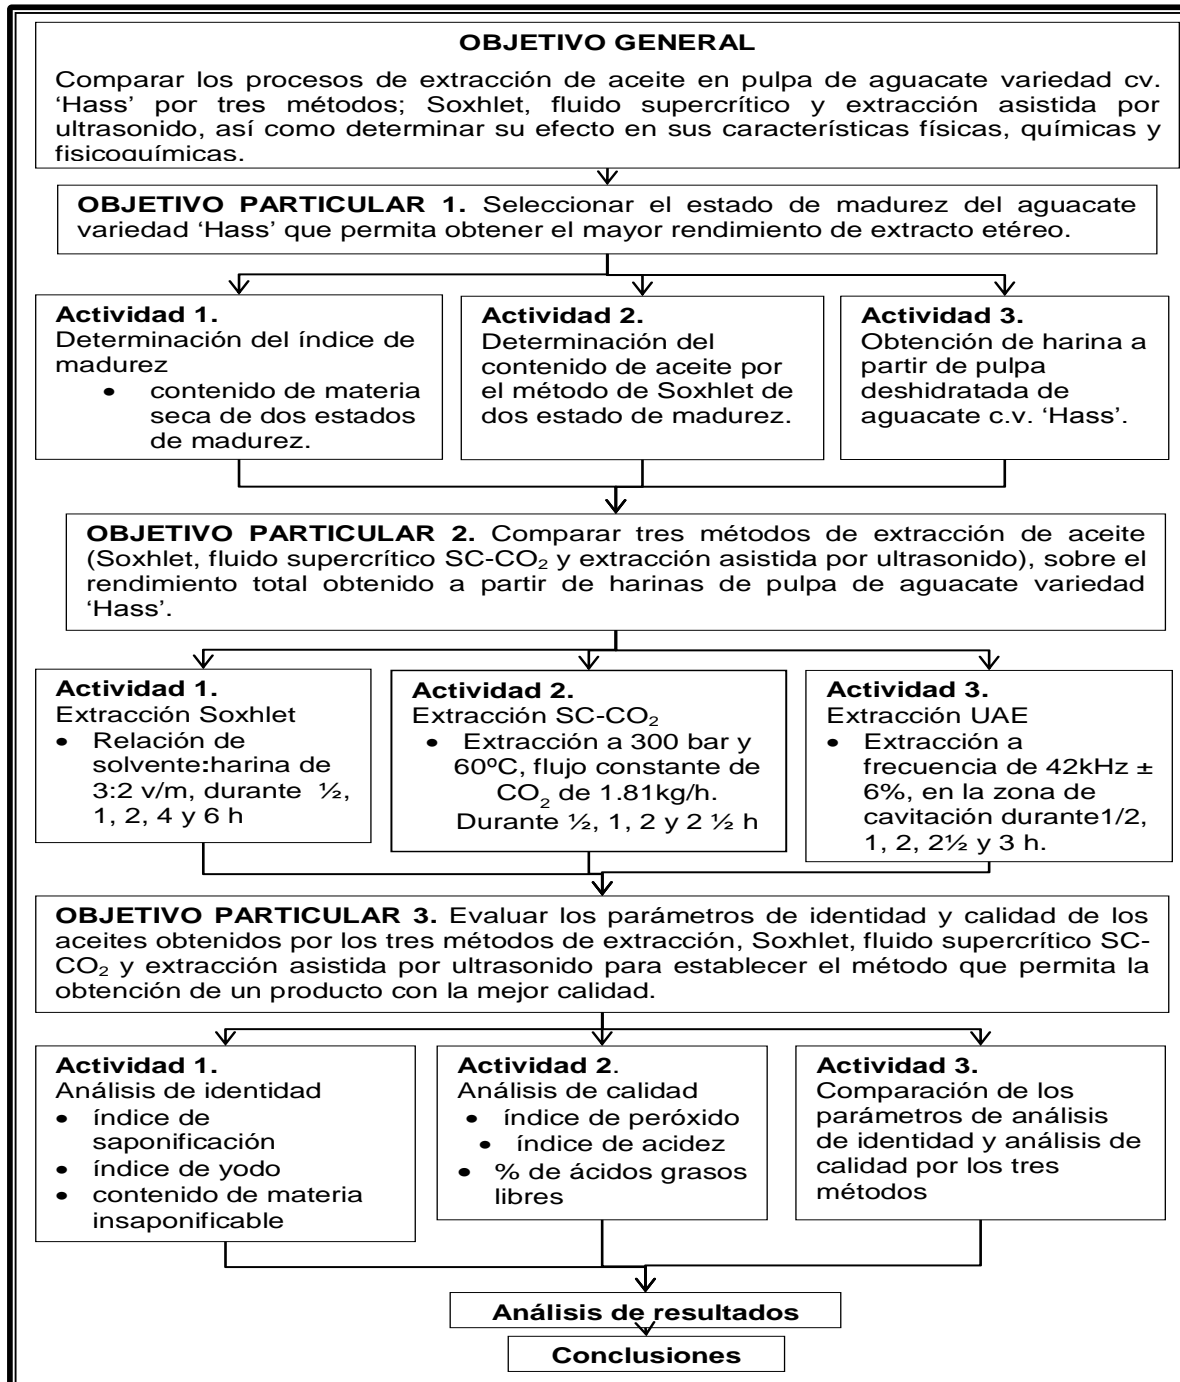 OBJETIVO GENERAL
Comparar los procesos de extracción de aceite en pulpa de aguacate variedad cv.
‘Hass’ por tres métodos; Soxhlet, fluido supercrítico y extracción asistida por
ultrasonido, así como determinar su efecto en sus características físicas, químicas y
fisicoquímicas.
OBJETIVO PARTICULAR 1. Seleccionar el estado de madurez del aguacate
variedad ‘Hass’ que permita obtener el mayor rendimiento de extracto etéreo.
Actividad 1.
Determinación del índice de
madurez
• contenido de materia
seca de dos estados
de madurez.
Actividad 2.
Determinación del
contenido de aceite por
el método de Soxhlet de
dos estado de madurez.
Actividad 3.
Obtención de harina a
partir de pulpa
deshidratada de
aguacate c.v. ‘Hass’.
OBJETIVO PARTICULAR 2. Comparar tres métodos de extracción de aceite
(Soxhlet, fluido supercrítico SC-CO₂ y extracción asistida por ultrasonido), sobre el
rendimiento total obtenido a partir de harinas de pulpa de aguacate variedad
‘Hass’.
Actividad 1.
Extracción Soxhlet
• Relación de
solvente:harina de
3:2 v/m, durante ½,
1, 2, 4 y 6 h
Actividad 2.
Extracción SC-CO₂
• Extracción a 300 bar y
60ºC, flujo constante de
CO₂ de 1.81kg/h.
Durante ½, 1, 2 y 2 ½ h
Actividad 3.
Extracción UAE
• Extracción a
frecuencia de 42kHz ±
6%, en la zona de
cavitación durante1/2,
1, 2, 2½ y 3 h.
OBJETIVO PARTICULAR 3. Evaluar los parámetros de identidad y calidad de los
aceites obtenidos por los tres métodos de extracción, Soxhlet, fluido supercrítico SC-
CO₂ y extracción asistida por ultrasonido para establecer el método que permita la
obtención de un producto con la mejor calidad.
Actividad 1.
Análisis de identidad
• índice de
saponificación
• índice de yodo
• contenido de materia
insaponificable
Actividad 2.
Análisis de calidad
• índice de peróxido
• índice de acidez
• % de ácidos grasos
libres
Actividad 3.
Comparación de los
parámetros de análisis
de identidad y análisis de
calidad por los tres
métodos
Análisis de resultados
Conclusiones